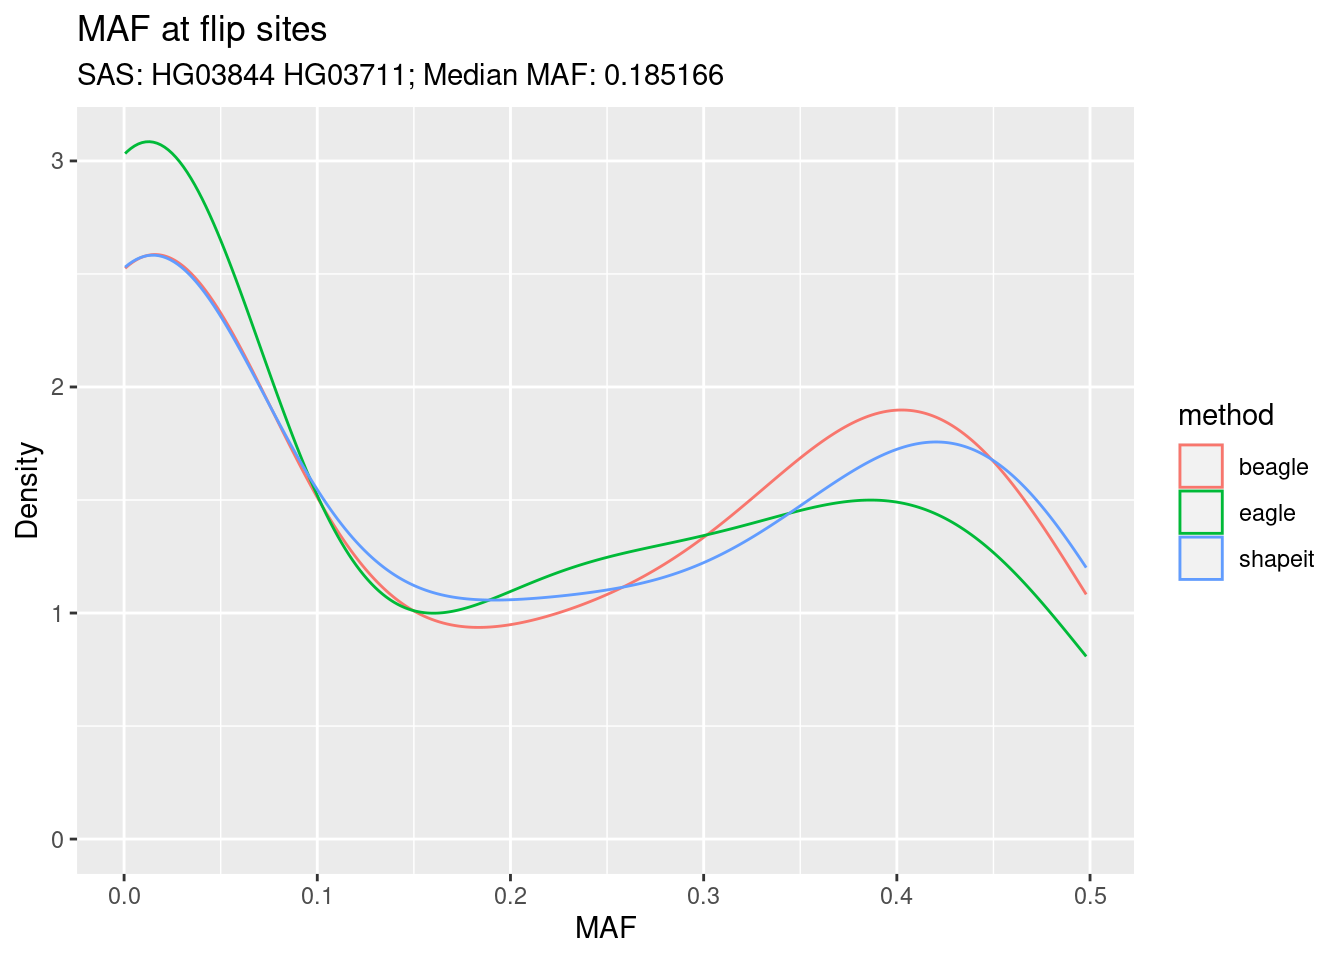 MAF at flip sites
SAS: HG03844 HG03711; Median MAF: 0.185166
3
2
1
0
Density
0.0 0.1 0.2 0.3 0.4 0.5
MAF
method
beagle
eagle
shapeit